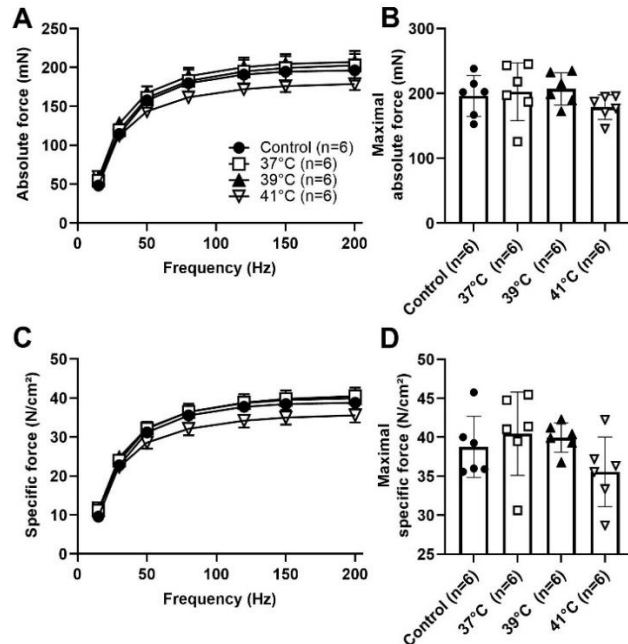 A
Absolute force (mN)
250
200
150
100
50
0
0
50
100
150
200
Frequency (Hz)
Control (n=6)
37°C (n=6)
39°C (n=6)
41°C (n=6)
B
Maximal
absolute force (mN)
300
200
100
0
Control (n=6)
37°C (n=6)
39°C (n=6)
41°C (n=6)
C
Specific force (N/cm²)
50
40
30
20
10
0
0
50
100
150
200
Frequency (Hz)
D
Maximal
specific force (N/cm²)
50
45
40
35
30
25
Control (n=6)
37°C (n=6)
39°C (n=6)
41°C (n=6)